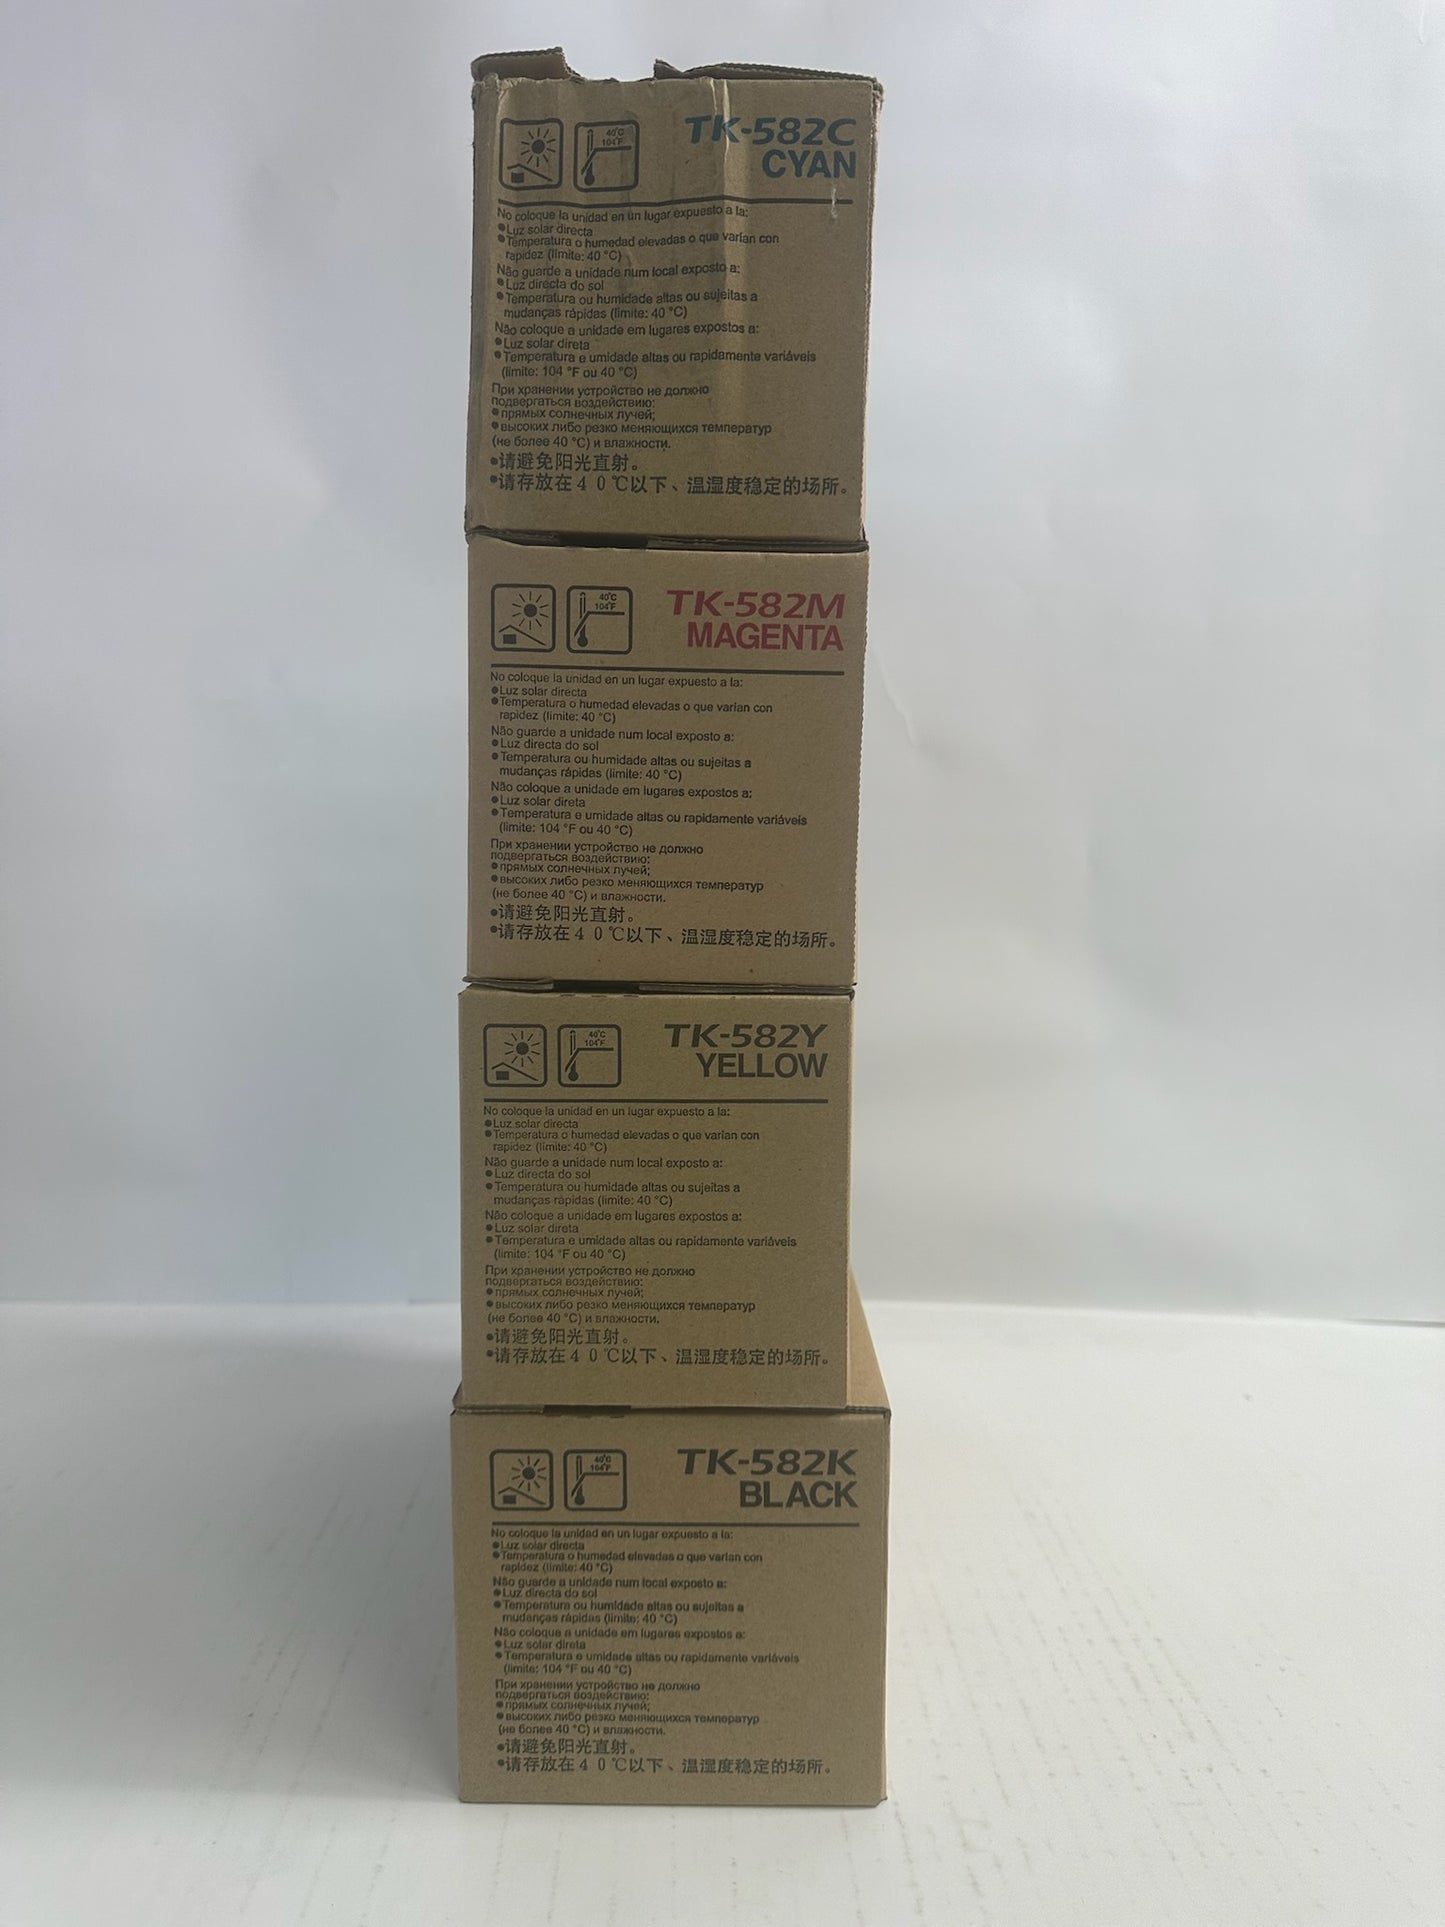 40°C
104°F
TK-582C
CYAN
No coloque la unidad en un lugar expuesto a la:
●Luz solar directa
●Temperatura o humedad elevadas o que varían con
rapidez (límite: 40 °C)
Não guarde a unidade num local exposto a:
●Luz directa do sol
●Temperatura ou humidade altas ou sujeitas a
mudanças rápidas (limite: 40 °C)
Não coloque a unidade em lugares expostos a:
●Luz solar direta
●Temperatura e umidade altas ou rapidamente variáveis
(limite: 104 °F ou 40 °C)
При хранении устройство не должно
подвергаться воздействию:
●прямых солнечных лучей;
●высоких либо резко меняющихся температур
(не более 40 °C) и влажности.
●请避免阳光直射。
●请存放在40℃以下、温湿度稳定的场所。
40°C
104°F
TK-582M
MAGENTA
No coloque la unidad en un lugar expuesto a la:
●Luz solar directa
●Temperatura o humedad elevadas o que varían con
rapidez (límite: 40 °C)
Não guarde a unidade num local exposto a:
●Luz directa do sol
●Temperatura ou humidade altas ou sujeitas a
mudanças rápidas (limite: 40 °C)
Não coloque a unidade em lugares expostos a:
●Luz solar direta
●Temperatura e umidade altas ou rapidamente variáveis
(limite: 104 °F ou 40 °C)
При хранении устройство не должно
подвергаться воздействию:
●прямых солнечных лучей;
●высоких либо резко меняющихся температур
(не более 40 °C) и влажности.
●请避免阳光直射。
●请存放在40℃以下、温湿度稳定的场所。
40°C
104°F
TK-582Y
YELLOW
No coloque la unidad en un lugar expuesto a la:
●Luz solar directa
●Temperatura o humedad elevadas o que varían con
rapidez (límite: 40 °C)
Não guarde a unidade num local exposto a:
●Luz directa do sol
●Temperatura ou humidade altas ou sujeitas a
mudanças rápidas (limite: 40 °C)
Não coloque a unidade em lugares expostos a:
●Luz solar direta
●Temperatura e umidade altas ou rapidamente variáveis
(limite: 104 °F ou 40 °C)
При хранении устройство не должно
подвергаться воздействию:
●прямых солнечных лучей;
●высоких либо резко меняющихся температур
(не более 40 °C) и влажности.
●请避免阳光直射。
●请存放在40℃以下、温湿度稳定的场所。
40°C
104°F
TK-582K
BLACK
No coloque la unidad en un lugar expuesto a la:
●Luz solar directa
●Temperatura o humedad elevadas o que varían con
rapidez (límite: 40 °C)
Não guarde a unidade num local exposto a:
●Luz directa do sol
●Temperatura ou humidade altas ou sujeitas a
mudanças rápidas (limite: 40 °C)
Não coloque a unidade em lugares expostos a:
●Luz solar direta
●Temperatura e umidade altas ou rapidamente variáveis
(limite: 104 °F ou 40 °C)
При хранении устройство не должно
подвергаться воздействию:
●прямых солнечных лучей;
●высоких либо резко меняющихся температур
(не более 40 °C) и влажности.
●请避免阳光直射。
●请存放在40℃以下、温湿度稳定的场所。